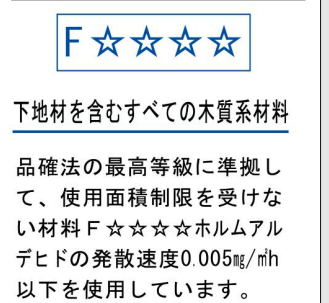 F☆☆☆☆
下地材を含むすべての木質系材料
品確法の最高等級に準拠し
て、使用面積制限を受けな
い材料F☆☆☆☆ホルムアル
デヒドの発散速度0.005㎎/㎡h
以下を使用しています。